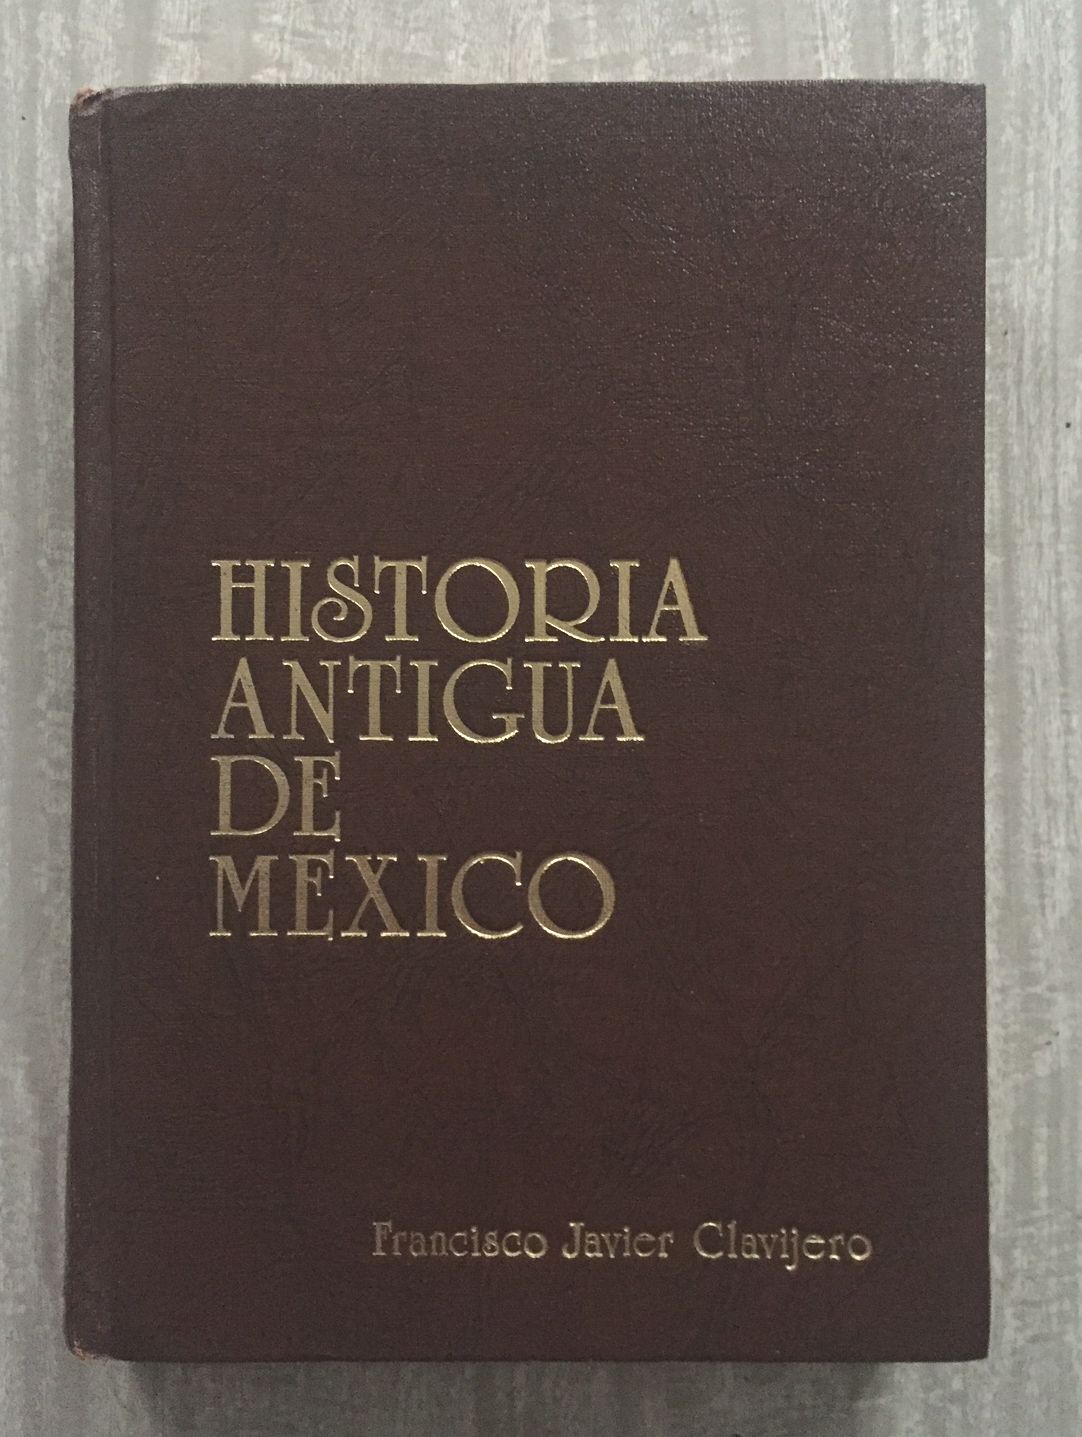 HISTORIA
ANTIGUA
DE
MEXICO
Francisco Javier Clavijero